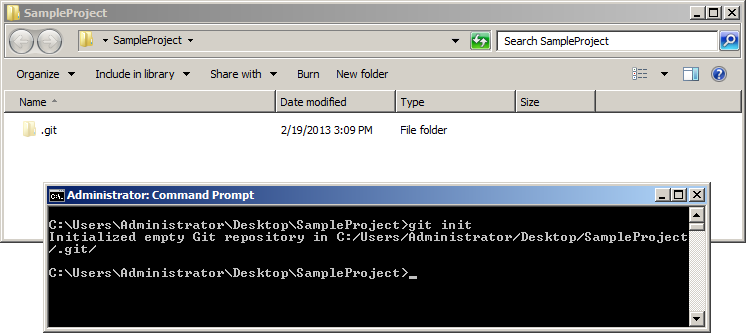 SampleProject
SampleProject
Search SampleProject
Organize Include in library Share with Burn New folder
Name Date modified Type Size
.git 2/19/2013 3:09 PM File folder
Administrator: Command Prompt
C:\Users\Administrator\Desktop\SampleProject>git init
Initialized empty Git repository in C:/Users/Administrator/Desktop/SampleProject
/.git/
C:\Users\Administrator\Desktop\SampleProject>_